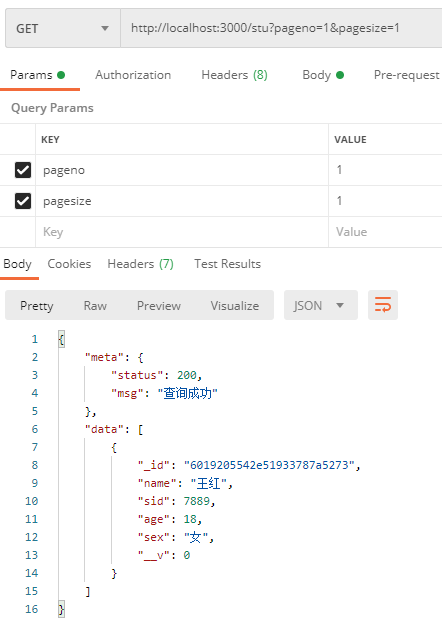 GET http://localhost:3000/stu?pageno=1&pagesize=1
Params Authorization Headers (8) Body Pre-request
Query Params
KEY VALUE
pageno 1
pagesize 1
Key Value
Body Cookies Headers (7) Test Results
Pretty Raw Preview Visualize JSON
1 {
2 "meta": {
3 "status": 200,
4 "msg": "查询成功"
5 },
6 "data": [
7 {
8 "_id": "6019205542e51933787a5273",
9 "name": "王红",
10 "sid": 7889,
11 "age": 18,
12 "sex": "女",
13 "__v": 0
14 }
15 ]
16 }